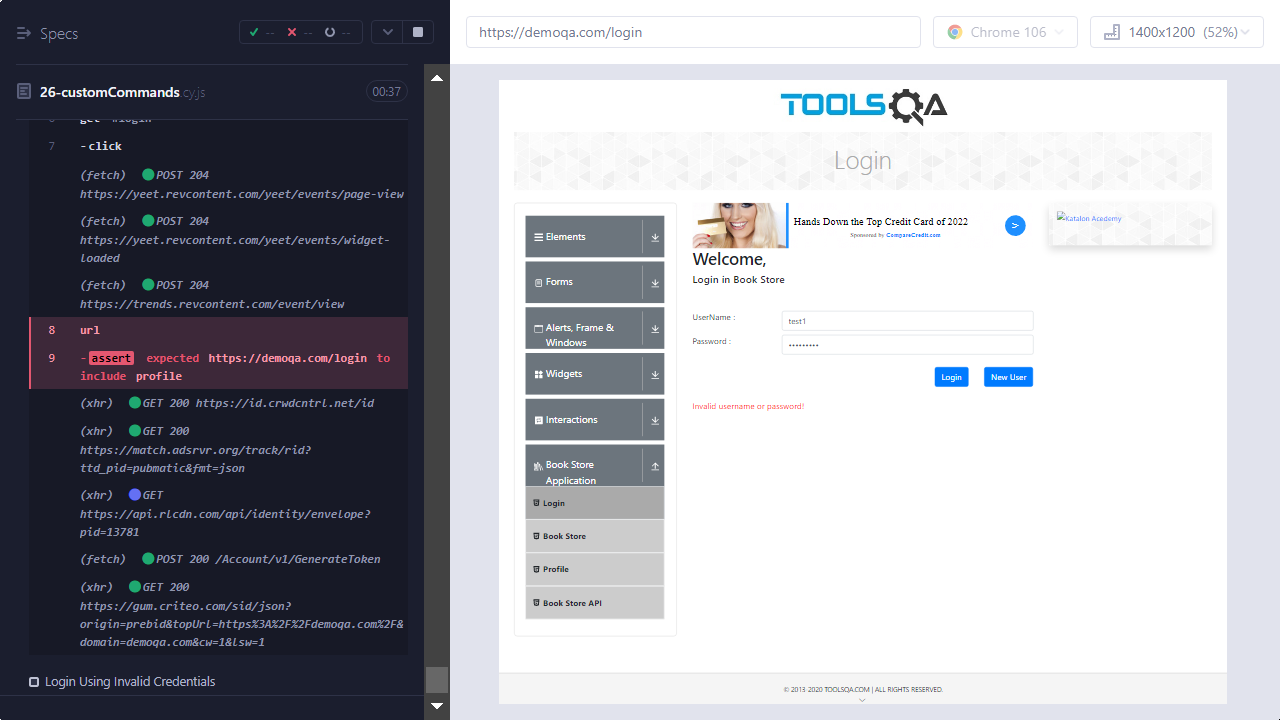 Specs
--
--
--
26-customCommands cy.js
00:37
6 get #login
7 -click
(fetch) POST 204
https://yeet.revcontent.com/yeet/events/page-view
(fetch) POST 204
https://yeet.revcontent.com/yeet/events/widget-
loaded
(fetch) POST 204
https://trends.revcontent.com/event/view
8 url
9 -assert expected https://demoqa.com/login to
include profile
(xhr) GET 200 https://id.crwdcntrl.net/id
(xhr) GET 200
https://match.adsrvr.org/track/rid?
ttd_pid=pubmatic&fmt=json
(xhr) GET
https://api.rlcdn.com/api/identity/envelope?
pid=13781
(fetch) POST 200 /Account/v1/GenerateToken
(xhr) GET 200
https://gum.criteo.com/sid/json?
origin=prebid&topUrl=https%3A%2F%2Fdemoqa.com%2F&
domain=demoqa.com&cw=1&lsw=1
Login Using Invalid Credentials
https://demoqa.com/login
Chrome 106
1400x1200 (52%)
TOOLSQA
Login
Elements
Forms
Alerts, Frame &
Windows
Widgets
Interactions
Book Store
Application
Login
Book Store
Profile
Book Store API
Hands Down the Top Credit Card of 2022
Sponsored by CompareCredit.com
>
Katalon Acedemy
Welcome,
Login in Book Store
UserName :
test1
Password :
•••••••••
Login
New User
Invalid username or password!
© 2013-2020 TOOLSQA.COM | ALL RIGHTS RESERVED.